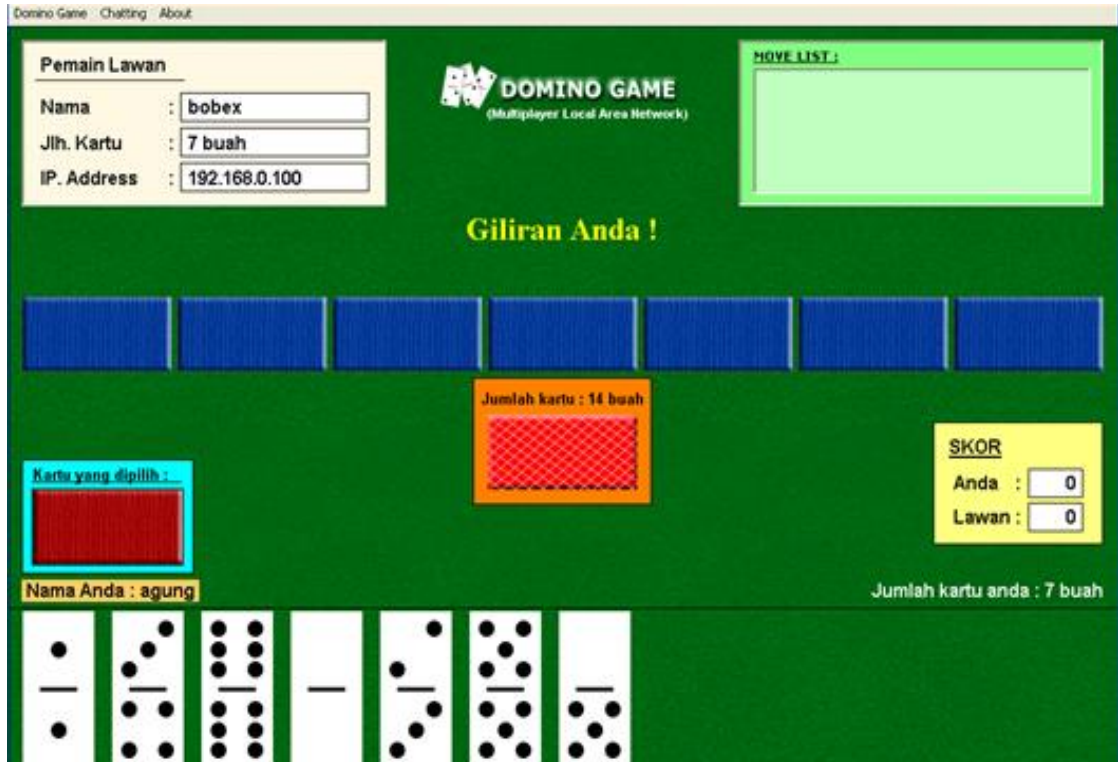 Domino Game Chatting About
Pemain Lawan
Nama : bobex
Jlh. Kartu : 7 buah
IP. Address : 192.168.0.100
DOMINO GAME
(Multiplayer Local Area Network)
MOVE LIST :
Giliran Anda !
Jumlah kartu : 14 buah
Kartu yang dipilih :
SKOR
Anda : 0
Lawan : 0
Nama Anda : agung
Jumlah kartu anda : 7 buah